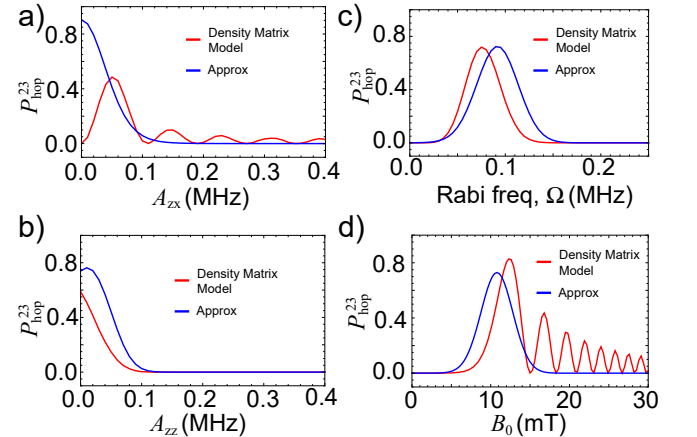 a)
0.8
0.4
0.0
P_hop^23
Density Matrix
Model
Approx
0.0 0.1 0.2 0.3 0.4
A_zx (MHz)
c)
0.8
0.4
0.0
P_hop^23
Density Matrix
Model
Approx
0.0 0.1 0.2
Rabi freq, Ω (MHz)
b)
0.8
0.4
0.0
P_hop^23
Density Matrix
Model
Approx
0.0 0.1 0.2 0.3 0.4
A_zz (MHz)
d)
0.8
0.4
0.0
P_hop^23
Density Matrix
Model
Approx
0 10 20 30
B_0 (mT)